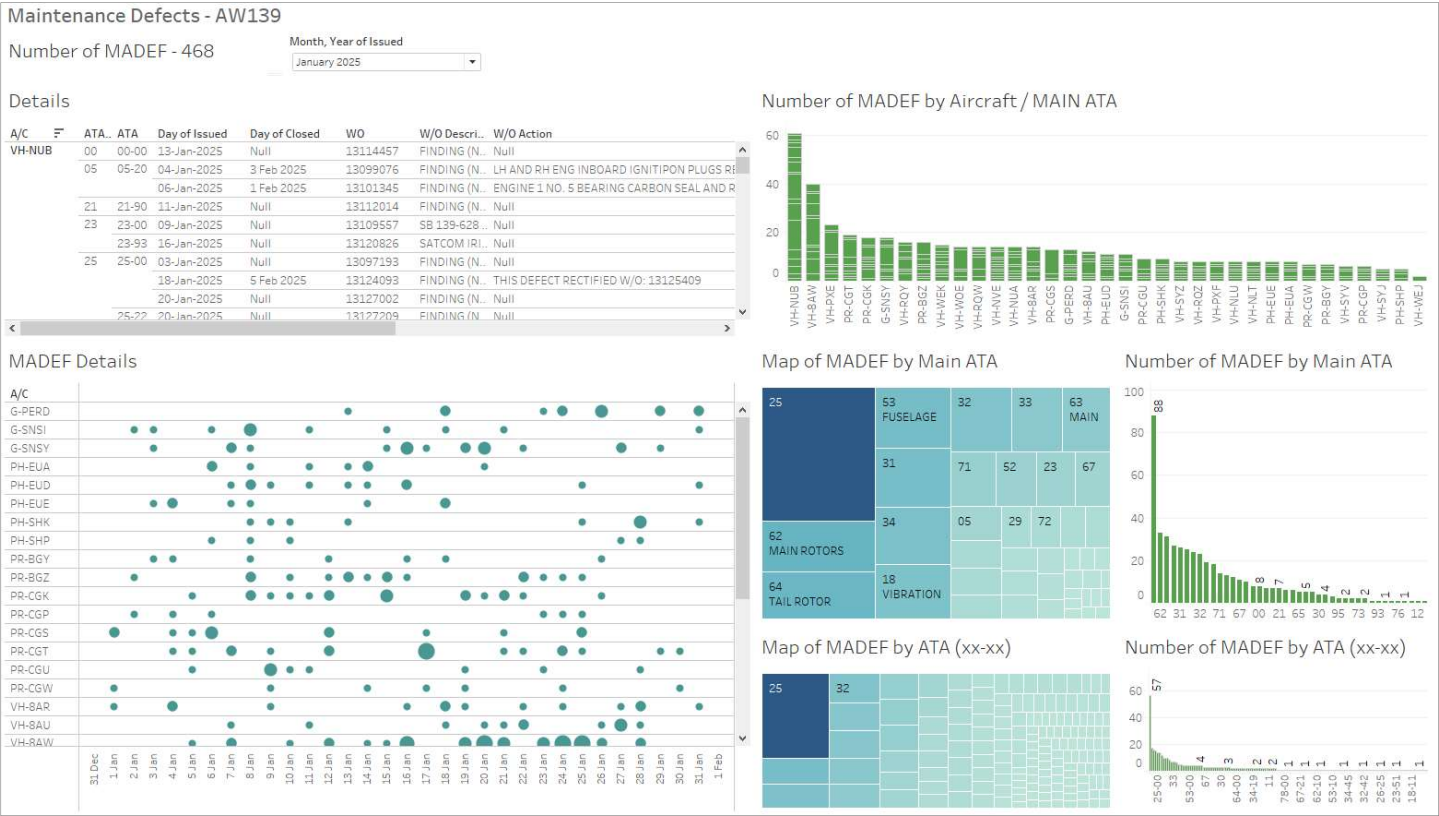 Maintenance Defects - AW139
Number of MADEF - 468
Month, Year of Issued
January 2025
Details
A/C ATA.. ATA Day of Issued Day of Closed WO W/O Descri.. W/O Action
VH-NUB 00 00-00 13-Jan-2025 Null 13114457 FINDING (N.. Null
05 05-20 04-Jan-2025 3 Feb 2025 13099076 FINDING (N.. LH AND RH ENG INBOARD IGNITIPON PLUGS RE
06-Jan-2025 1 Feb 2025 13101345 FINDING (N.. ENGINE 1 NO. 5 BEARING CARBON SEAL AND R
21 21-90 11-Jan-2025 Null 13112014 FINDING (N.. Null
23 23-00 09-Jan-2025 Null 13109557 SB 139-628 .. Null
23-93 16-Jan-2025 Null 13120826 SATCOM IRI.. Null
25 25-00 03-Jan-2025 Null 13097193 FINDING (N.. Null
18-Jan-2025 5 Feb 2025 13124093 FINDING (N.. THIS DEFECT RECTIFIED W/O: 13125409
20-Jan-2025 Null 13127002 FINDING (N.. Null
25-22 20-Jan-2025 Null 13127209 FINDING (N.. Null
Number of MADEF by Aircraft / MAIN ATA
60
40
20
0
VH-NUB
VH-8AW
VH-PXE
PR-CGT
PR-CGK
G-SNSY
VH-RQY
PR-BGZ
VH-WEK
VH-WOE
VH-RQW
VH-NVE
VH-NUA
VH-8AR
PR-CGS
G-PERD
VH-8AU
PH-EUD
G-SNSI
PR-CGU
PH-SHK
VH-SYZ
VH-RQZ
VH-PXF
VH-NLU
VH-NLT
PH-EUE
PH-EUA
PR-CGW
PR-BGY
VH-SYV
PR-CGP
VH-SYJ
PH-SHP
VH-WEJ
MADEF Details
A/C
G-PERD
G-SNSI
G-SNSY
PH-EUA
PH-EUD
PH-EUE
PH-SHK
PH-SHP
PR-BGY
PR-BGZ
PR-CGK
PR-CGP
PR-CGS
PR-CGT
PR-CGU
PR-CGW
VH-8AR
VH-8AU
VH-8AW
31 Dec
1 Jan
2 Jan
3 Jan
4 Jan
5 Jan
6 Jan
7 Jan
8 Jan
9 Jan
10 Jan
11 Jan
12 Jan
13 Jan
14 Jan
15 Jan
16 Jan
17 Jan
18 Jan
19 Jan
20 Jan
21 Jan
22 Jan
23 Jan
24 Jan
25 Jan
26 Jan
27 Jan
28 Jan
29 Jan
30 Jan
31 Jan
1 Feb
Map of MADEF by Main ATA
25
53
FUSELAGE
32
33
63
MAIN
31
71
52
23
67
34
05
29
72
62
MAIN ROTORS
64
TAIL ROTOR
18
VIBRATION
Number of MADEF by Main ATA
100
80
60
40
20
0
88
8
7
5
4
2
2
1
1
62
31
32
71
67
00
21
65
30
95
73
93
76
12
Map of MADEF by ATA (xx-xx)
25
32
Number of MADEF by ATA (xx-xx)
60
40
20
0
57
4
3
2
2
1
1
1
1
1
1
1
1
25-00
33
53-00
67
30
64-00
34-19
11
78-00
67-21
62-10
53-10
34-45
32-42
26-25
23-51
18-11